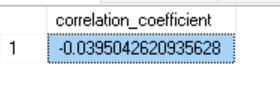 correlation_coefficient
1 -0.0395042620935628